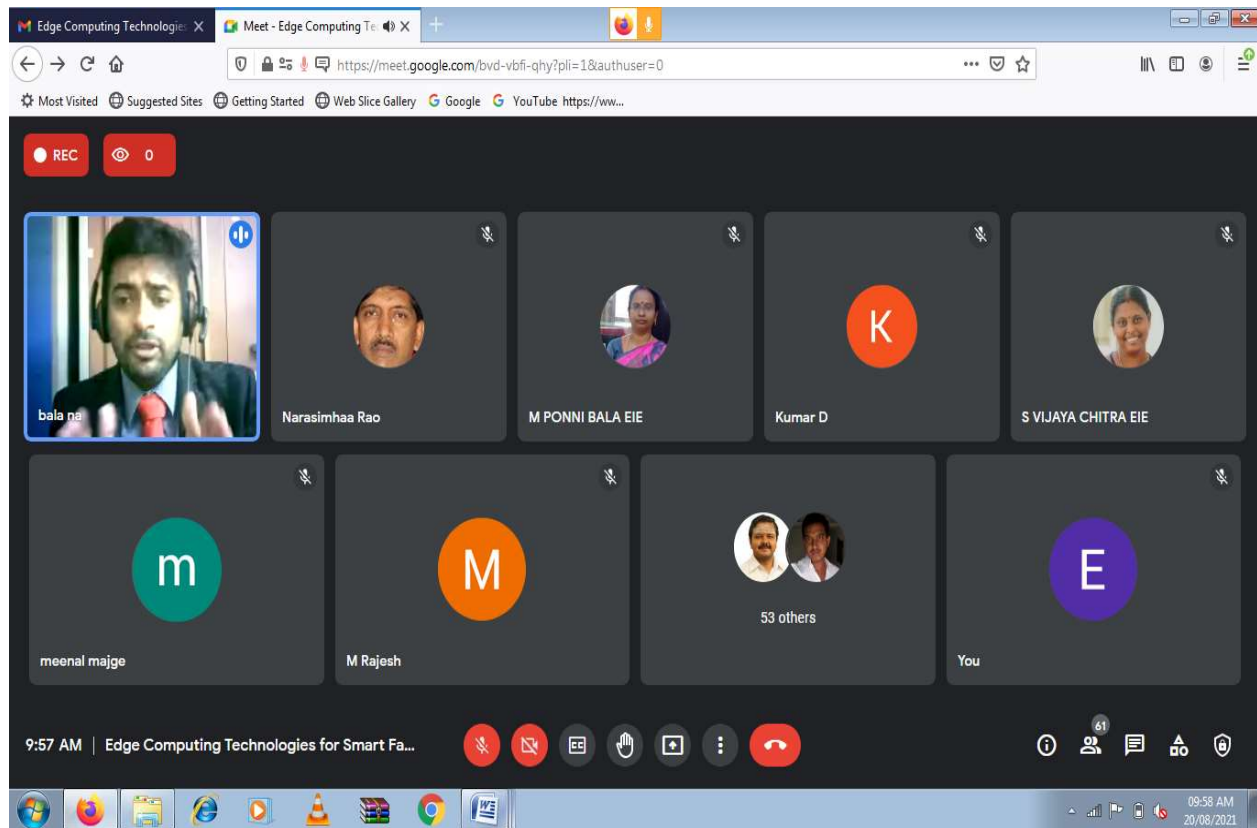 Edge Computing Technologies
Meet - Edge Computing Te
https://meet.google.com/bvd-vbfi-qhy?pli=1&authuser=0
Most Visited Suggested Sites Getting Started Web Slice Gallery Google YouTube https://ww...
REC 0
bala na
Narasimhaa Rao
M PONNI BALA EIE
K
Kumar D
S VIJAYA CHITRA EIE
m
meenal majge
M
M Rajesh
53 others
E
You
9:57 AM | Edge Computing Technologies for Smart Fa...
CC
61
09:58 AM
20/08/2021